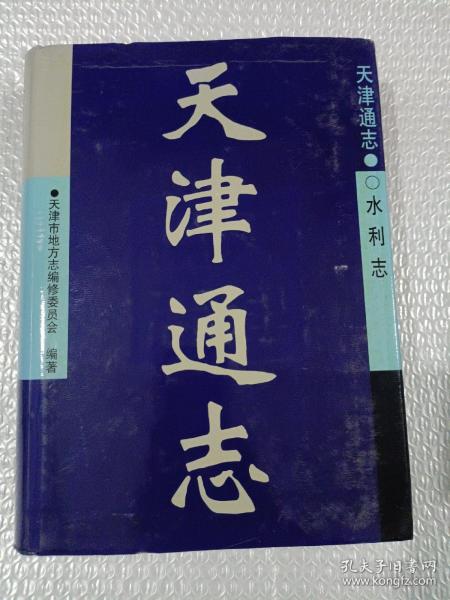 天津通志
天津通志●
○水利志
●天津市地方志编修委员会 编著
孔夫子旧书网
www.kongfz.com